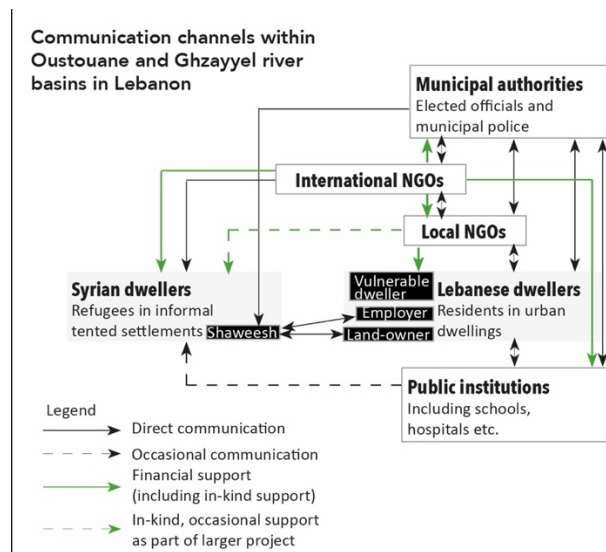 Communication channels within
Oustouane and Ghzayyel river
basins in Lebanon
Municipal authorities
Elected officials and
municipal police
International NGOs
Local NGOs
Syrian dwellers
Refugees in informal
tented settlements
Shaweesh
Vulnerable
dweller
Employer
Land-owner
Lebanese dwellers
Residents in urban
dwellings
Public institutions
Including schools,
hospitals etc.
Legend
Direct communication
Occasional communication
Financial support
(including in-kind support)
In-kind, occasional support
as part of larger project